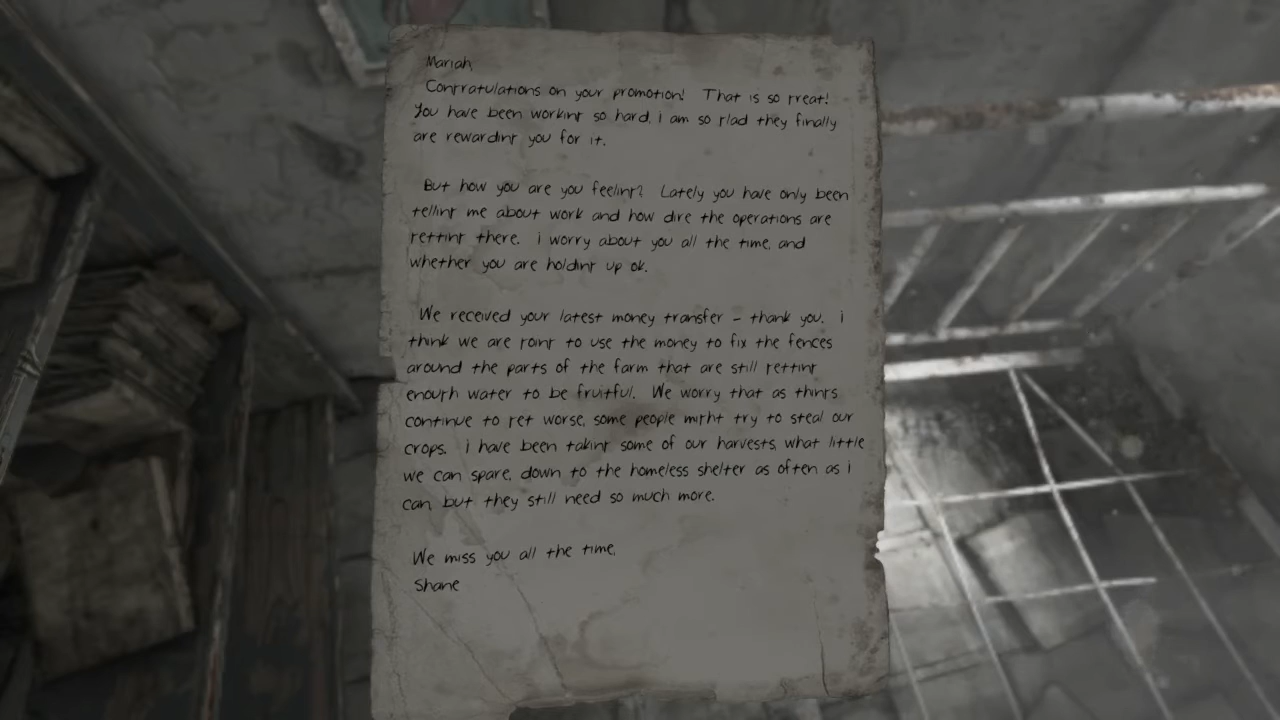 Mariah,
Conrratulations on your promotion! That is so rreat!
You have been workinr so hard, i am so rlad they finally
are rewardinr you for it.
But how you are you feelinr? Lately you have only been
tellinr me about work and how dire the operations are
rettinr there. i worry about you all the time, and
whether you are holdinr up ok.
We received your latest money transfer - thank you. i
think we are roinr to use the money to fix the fences
around the parts of the farm that are still rettinr
enourh water to be fruitful. We worry that as thinrs
continue to ret worse, some people mirht try to steal our
crops. i have been takinr some of our harvests, what little
we can spare, down to the homeless shelter as often as i
can but they still need so much more.
We miss you all the time,
Shane